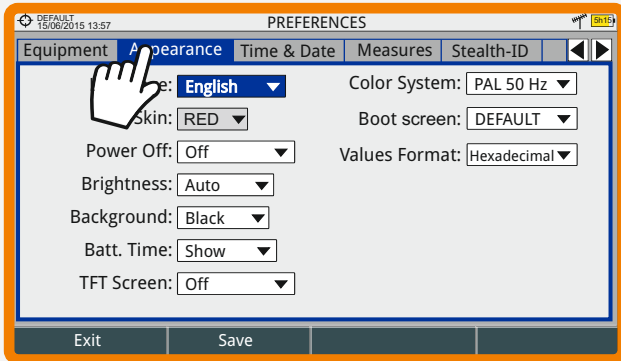 DEFAULT
15/06/2015 13:57
PREFERENCES
5h15
Equipment
Time & Date
Measures
Stealth-ID
English
Color System:
PAL 50 Hz
Skin:
RED
Boot screen:
DEFAULT
Power Off:
Off
Values Format:
Hexadecimal
Brightness:
Auto
Background:
Black
Batt. Time:
Show
TFT Screen:
Off
Exit
Save